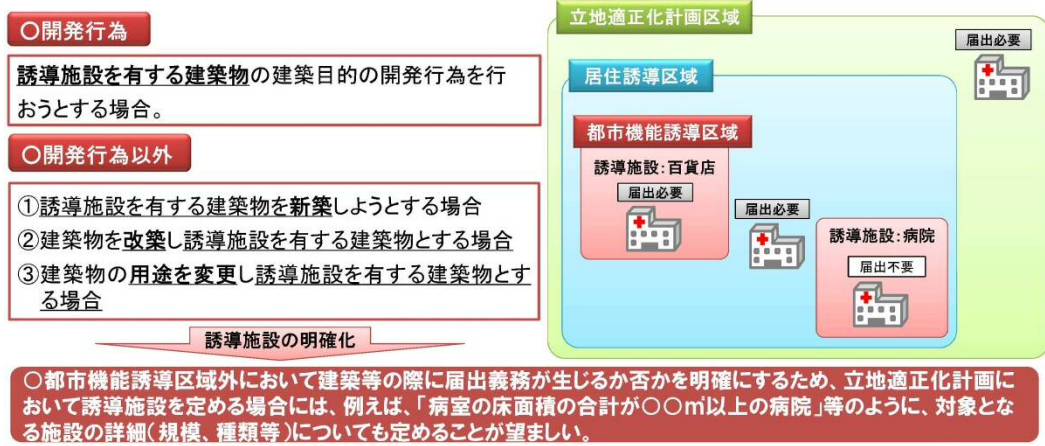 〇開発行為
誘導施設を有する建築物の建築目的の開発行為を行
おうとする場合。
〇開発行為以外
①誘導施設を有する建築物を新築しようとする場合
②建築物を改築し誘導施設を有する建築物とする場合
③建築物の用途を変更し誘導施設を有する建築物とす
る場合
誘導施設の明確化
立地適正化計画区域
届出必要
居住誘導区域
都市機能誘導区域
誘導施設:百貨店
届出必要
届出必要
誘導施設:病院
届出不要
〇都市機能誘導区域外において建築等の際に届出義務が生じるか否かを明確にするため、立地適正化計画に
おいて誘導施設を定める場合には、例えば、「病室の床面積の合計が〇〇㎡以上の病院」等のように、対象とな
る施設の詳細(規模、種類等)についても定めることが望ましい。